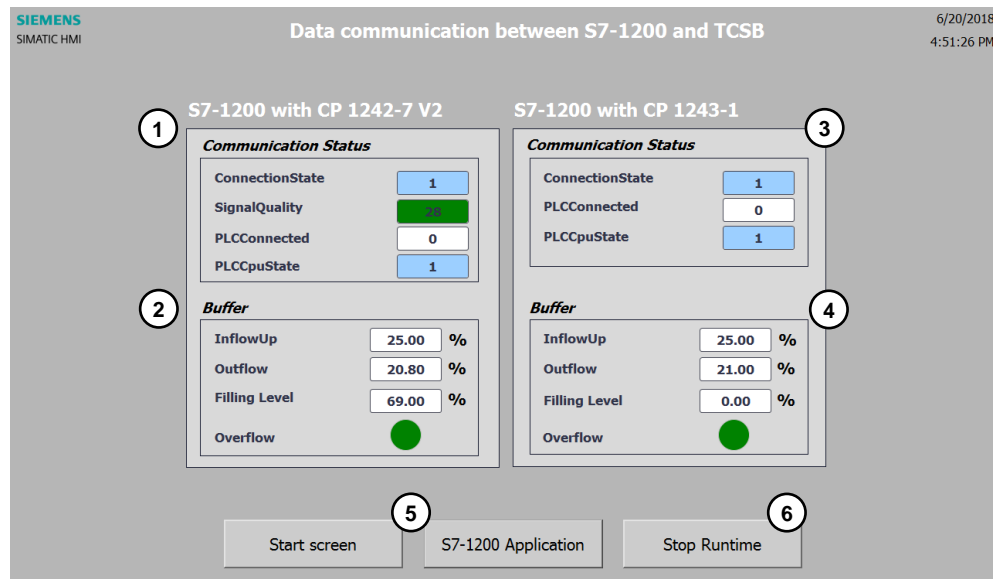 SIEMENS
SIMATIC HMI
Data communication between S7-1200 and TCSB
6/20/2018
4:51:26 PM
S7-1200 with CP 1242-7 V2
1
Communication Status
ConnectionState 1
SignalQuality 28
PLCConnected 0
PLCCpuState 1
2
Buffer
InflowUp 25.00 %
Outflow 20.80 %
Filling Level 69.00 %
Overflow
S7-1200 with CP 1243-1
3
Communication Status
ConnectionState 1
PLCConnected 0
PLCCpuState 1
4
Buffer
InflowUp 25.00 %
Outflow 21.00 %
Filling Level 0.00 %
Overflow
5
6
Start screen
S7-1200 Application
Stop Runtime